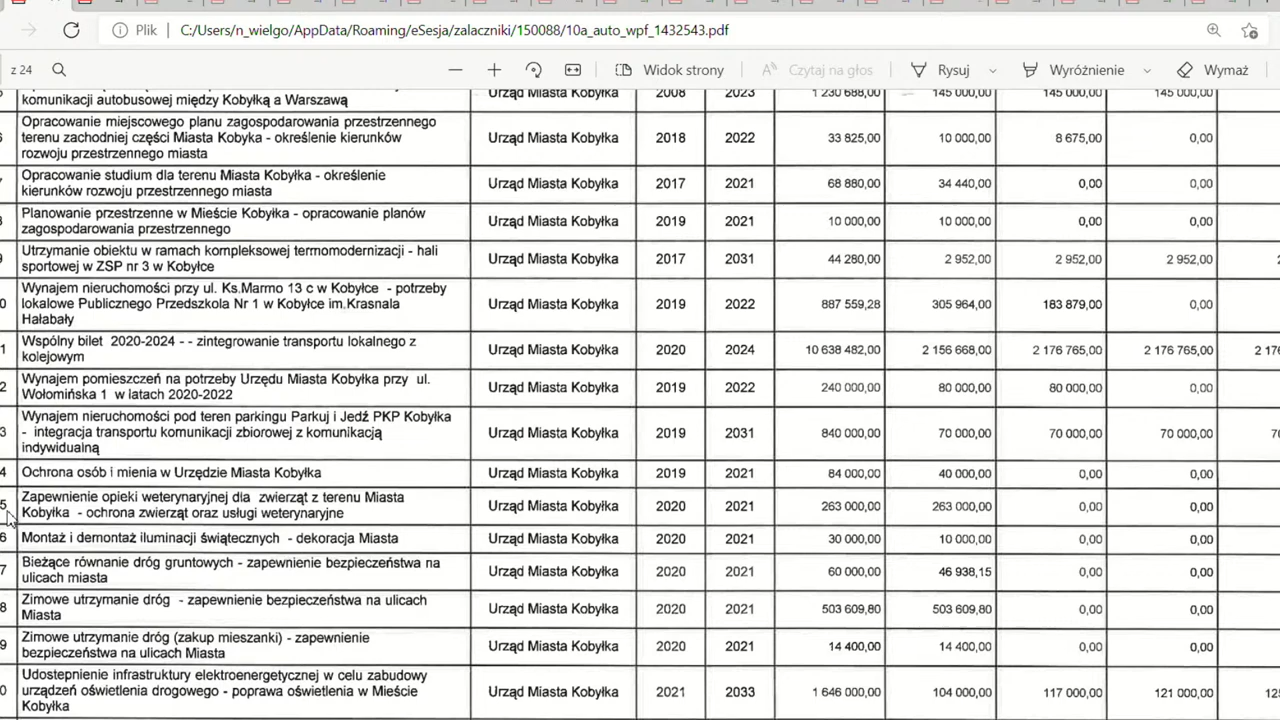 Plik C:/Users/n_wielgo/AppData/Roaming/eSesja/zalaczniki/150088/10a_auto_wpf_1432543.pdf
z 24 Widok strony Czytaj na głos Rysuj Wyróżnienie Wymaż
komunikacji autobusowej między Kobyłką a Warszawą Urząd Miasta Kobyłka 2008 2023 1 230 688,00 145 000,00 145 000,00 145 000,00
6 Opracowanie miejscowego planu zagospodarowania przestrzennego
terenu zachodniej części Miasta Kobyka - określenie kierunków Urząd Miasta Kobyłka 2018 2022 33 825,00 10 000,00 8 675,00 0,00
rozwoju przestrzennego miasta
7 Opracowanie studium dla terenu Miasta Kobyłka - określenie
kierunków rozwoju przestrzennego miasta Urząd Miasta Kobyłka 2017 2021 68 880,00 34 440,00 0,00 0,00
8 Planowanie przestrzenne w Mieście Kobyłka - opracowanie planów
zagospodarowania przestrzennego Urząd Miasta Kobyłka 2019 2021 10 000,00 10 000,00 0,00 0,00
9 Utrzymanie obiektu w ramach kompleksowej termomodernizacji - hali
sportowej w ZSP nr 3 w Kobyłce Urząd Miasta Kobyłka 2017 2031 44 280,00 2 952,00 2 952,00 2 952,00 2
Wynajem nieruchomości przy ul. Ks.Marmo 13 c w Kobyłce - potrzeby
0 lokalowe Publicznego Przedszkola Nr 1 w Kobyłce im.Krasnala Urząd Miasta Kobyłka 2019 2022 887 559,28 305 964,00 183 879,00 0,00
Hałabały
1 Wspólny bilet 2020-2024 - - zintegrowanie transportu lokalnego z
kolejowym Urząd Miasta Kobyłka 2020 2024 10 638 482,00 2 156 668,00 2 176 765,00 2 176 765,00 2 176
2 Wynajem pomieszczeń na potrzeby Urzędu Miasta Kobyłka przy ul.
Wołomińska 1 w latach 2020-2022 Urząd Miasta Kobyłka 2019 2022 240 000,00 80 000,00 80 000,00 0,00
Wynajem nieruchomości pod teren parkingu Parkuj i Jedź PKP Kobyłka
3 - integracja transportu komunikacji zbiorowej z komunikacją Urząd Miasta Kobyłka 2019 2031 840 000,00 70 000,00 70 000,00 70 000,00 70
indywidualną
4 Ochrona osób i mienia w Urzędzie Miasta Kobyłka Urząd Miasta Kobyłka 2019 2021 84 000,00 40 000,00 0,00 0,00
5 Zapewnienie opieki weterynaryjnej dla zwierząt z terenu Miasta
Kobyłka - ochrona zwierząt oraz usługi weterynaryjne Urząd Miasta Kobyłka 2020 2021 263 000,00 263 000,00 0,00 0,00
6 Montaż i demontaż iluminacji świątecznych - dekoracja Miasta Urząd Miasta Kobyłka 2020 2021 30 000,00 10 000,00 0,00 0,00
7 Bieżące równanie dróg gruntowych - zapewnienie bezpieczeństwa na
ulicach miasta Urząd Miasta Kobyłka 2020 2021 60 000,00 46 938,15 0,00 0,00
8 Zimowe utrzymanie dróg - zapewnienie bezpieczeństwa na ulicach
Miasta Urząd Miasta Kobyłka 2020 2021 503 609,80 503 609,80 0,00 0,00
9 Zimowe utrzymanie dróg (zakup mieszanki) - zapewnienie
bezpieczeństwa na ulicach Miasta Urząd Miasta Kobyłka 2020 2021 14 400,00 14 400,00 0,00 0,00
Udostepnienie infrastruktury elektroenergetycznej w celu zabudowy
0 urządzeń oświetlenia drogowego - poprawa oświetlenia w Mieście Urząd Miasta Kobyłka 2021 2033 1 646 000,00 104 000,00 117 000,00 121 000,00
Kobyłka